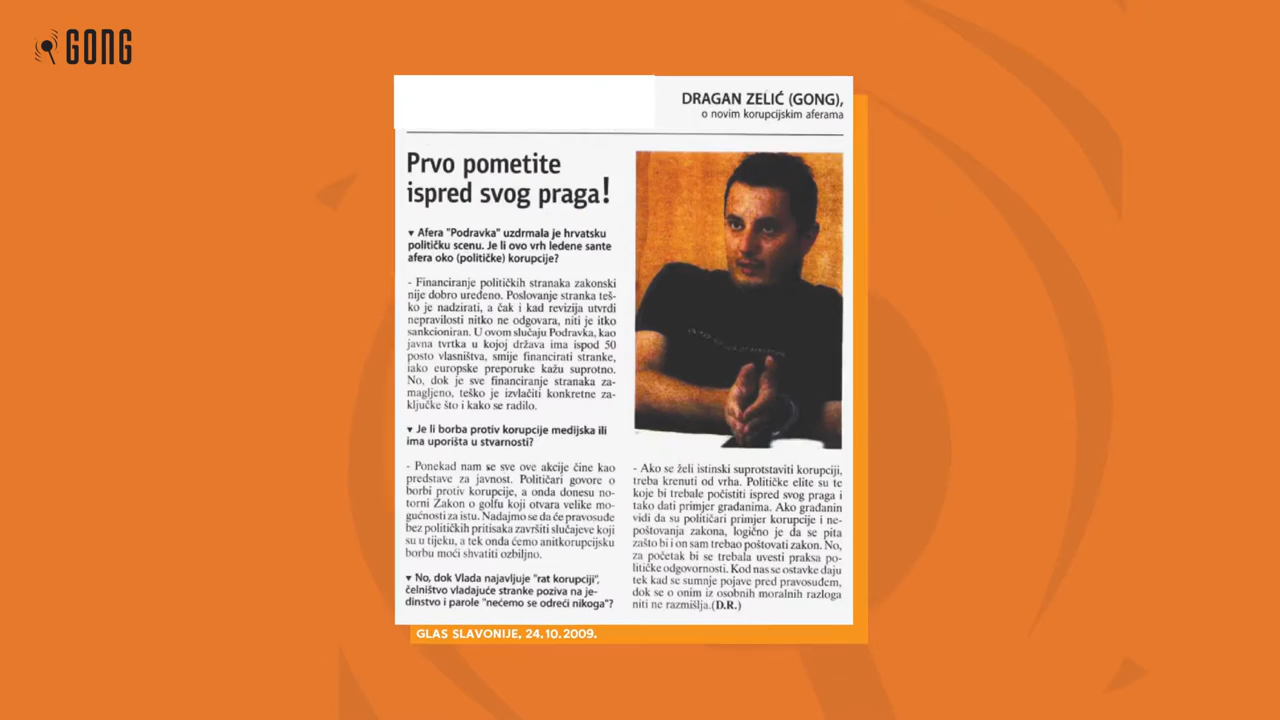 GONG
DRAGAN ZELIĆ (GONG),
o novim korupcijskim aferama
Prvo pometite
ispred svog praga!
▾ Afera "Podravka" uzdrmala je hrvatsku
političku scenu. Je li ovo vrh ledene sante
afera oko (političke) korupcije?
- Financiranje političkih stranaka zakonski
nije dobro uređeno. Poslovanje stranka teš-
ko je nadzirati, a čak i kad revizija utvrdi
nepravilosti nitko ne odgovara, niti je itko
sankcioniran. U ovom slučaju Podravka, kao
javna tvrtka u kojoj država ima ispod 50
posto vlasništva, smije financirati stranke,
iako europske preporuke kažu suprotno.
No, dok je sve financiranje stranaka za-
magljeno, teško je izvlačiti konkretne za-
ključke što i kako se radilo.
▾ Je li borba protiv korupcije medijska ili
ima uporišta u stvarnosti?
- Ponekad nam se sve ove akcije čine kao
predstave za javnost. Političari govore o
borbi protiv korupcije, a onda donesu no-
torni Zakon o golfu koji otvara velike mo-
gućnosti za istu. Nadajmo se da će pravosuđe
bez političkih pritisaka završiti slučajeve koji
su u tijeku, a tek onda ćemo anitkorupcijsku
borbu moći shvatiti ozbiljno.
▾ No, dok Vlada najavljuje "rat korupciji",
čelništvo vladajuće stranke poziva na je-
dinstvo i parole "nećemo se odreći nikoga"?
- Ako se želi istinski suprotstaviti korupciji,
treba krenuti od vrha. Političke elite su te
koje bi trebale počistiti ispred svog praga i
tako dati primjer građanima. Ako građanin
vidi da su političari primjer korupcije i ne-
poštovanja zakona, logično je da se pita
zašto bi i on sam trebao poštovati zakon. No,
za početak bi se trebala uvesti praksa po-
litičke odgovornosti. Kod nas se ostavke daju
tek kad se sumnje pojave pred pravosuđem,
dok se o onim iz osobnih moralnih razloga
niti ne razmišlja.(D.R.)
GLAS SLAVONIJE, 24.10.2009.